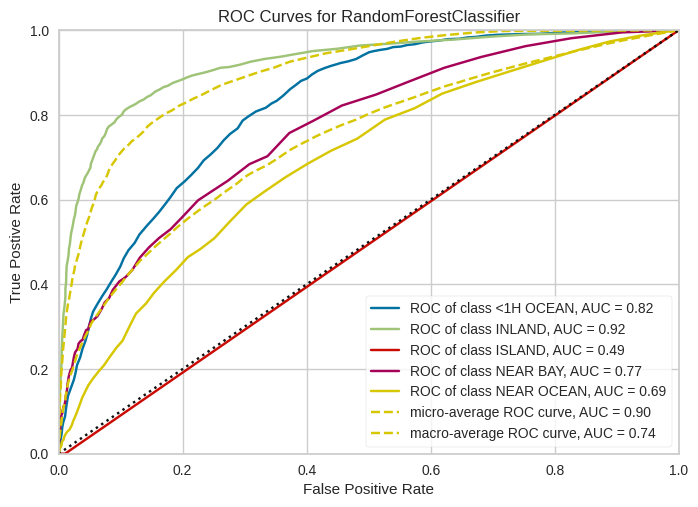 ROC Curves for RandomForestClassifier
True Postive Rate
1.0
0.8
0.6
0.4
0.2
0.0
ROC of class <1H OCEAN, AUC = 0.82
ROC of class INLAND, AUC = 0.92
ROC of class ISLAND, AUC = 0.49
ROC of class NEAR BAY, AUC = 0.77
ROC of class NEAR OCEAN, AUC = 0.69
micro-average ROC curve, AUC = 0.90
macro-average ROC curve, AUC = 0.74
0.0 0.2 0.4 0.6 0.8 1.0
False Positive Rate